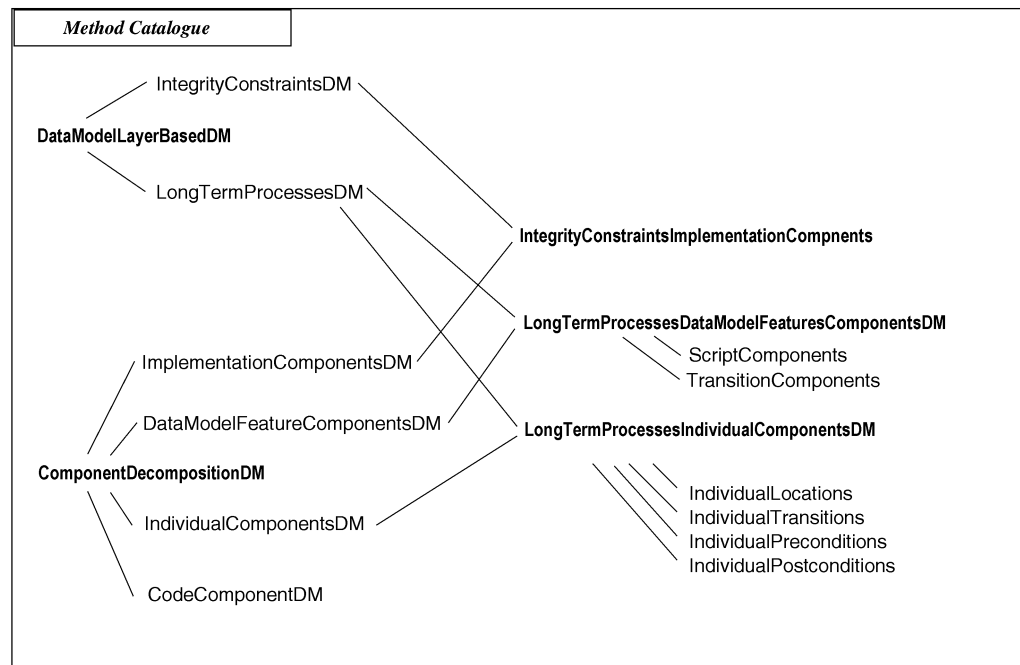 Method Catalogue
IntegrityConstraintsDM
DataModelLayerBasedDM
LongTermProcessesDM
IntegrityConstraintsImplementationCompnents
LongTermProcessesDataModelFeaturesComponentsDM
ScriptComponents
TransitionComponents
ImplementationComponentsDM
DataModelFeatureComponentsDM
LongTermProcessesIndividualComponentsDM
ComponentDecompositionDM
IndividualComponentsDM
IndividualLocations
IndividualTransitions
IndividualPreconditions
IndividualPostconditions
CodeComponentDM